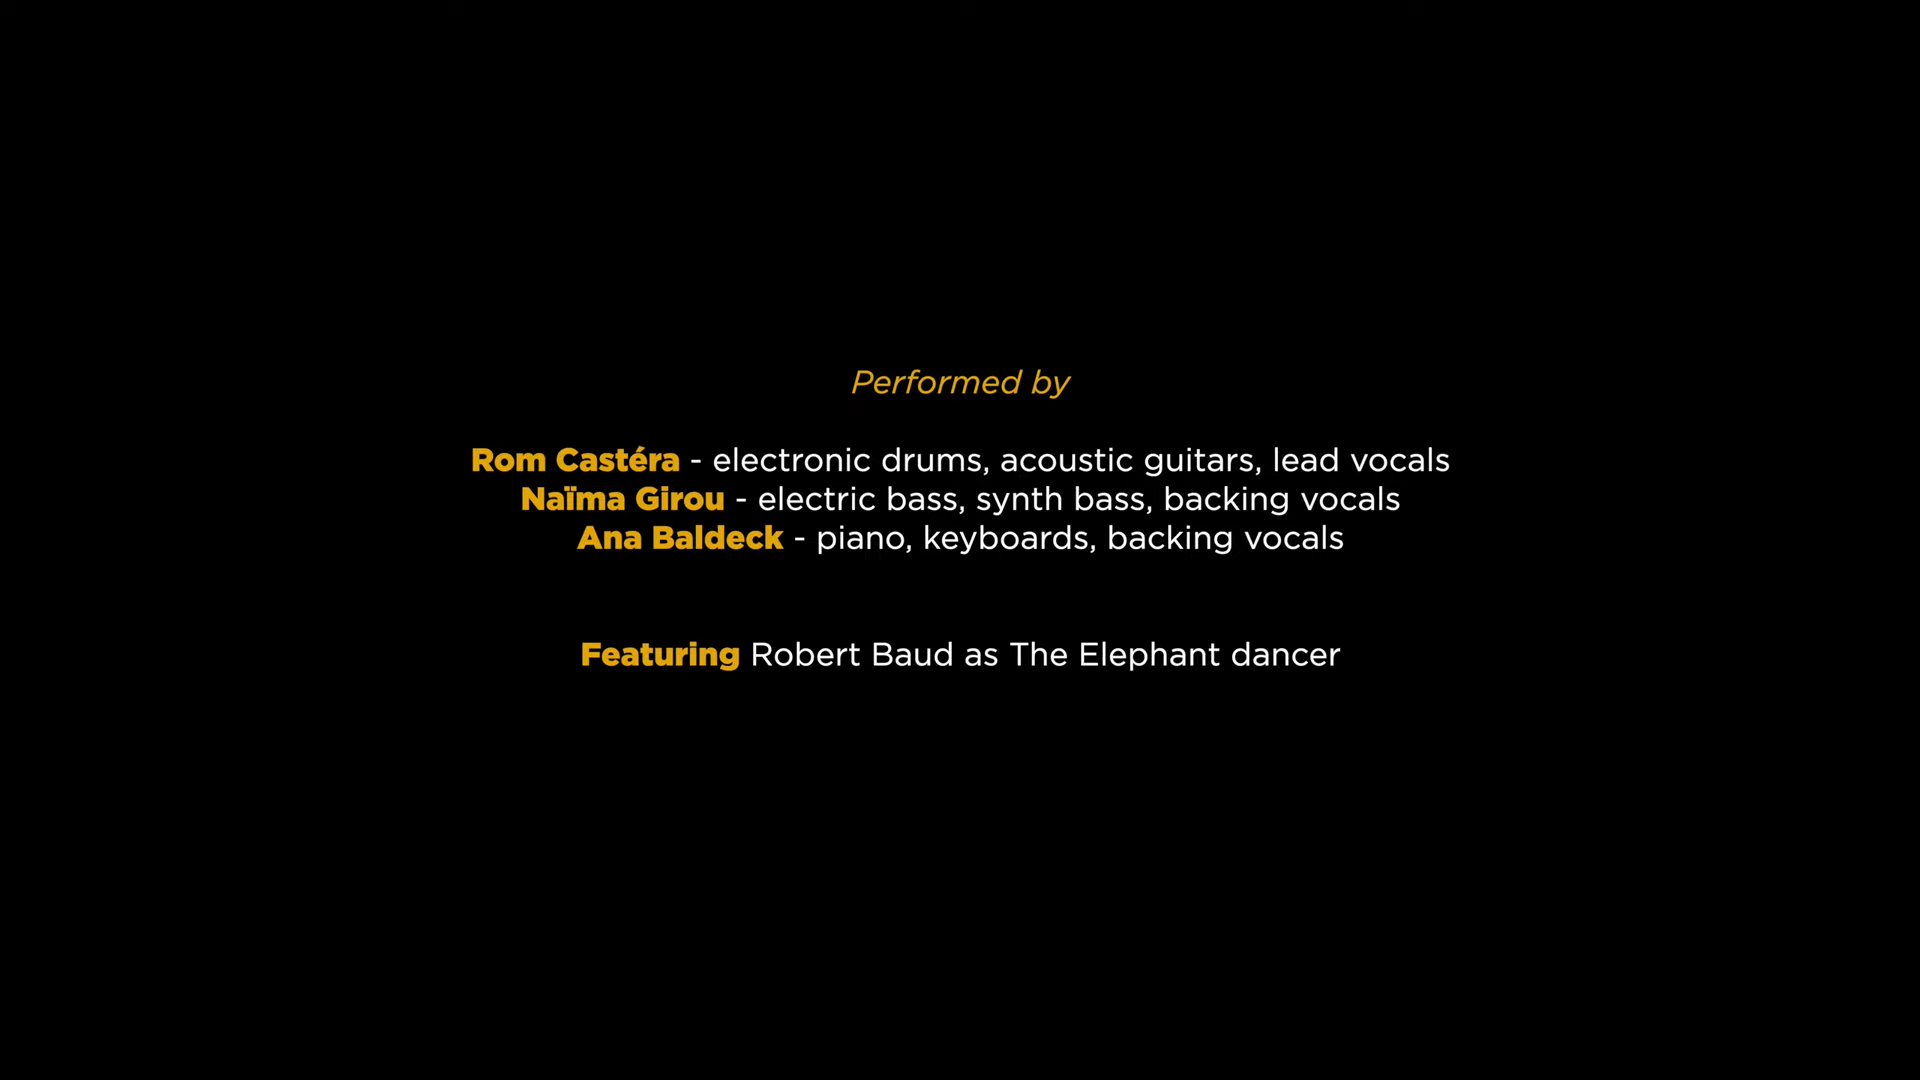 Performed by
Rom Castéra - electronic drums, acoustic guitars, lead vocals
Naïma Girou - electric bass, synth bass, backing vocals
Ana Baldeck - piano, keyboards, backing vocals
Featuring Robert Baud as The Elephant dancer